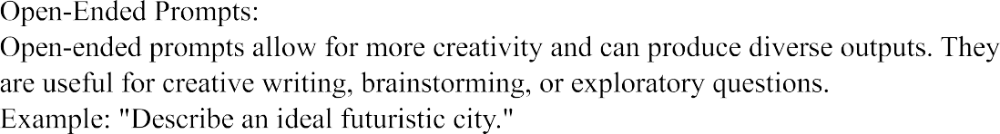 Open-Ended Prompts:
Open-ended prompts allow for more creativity and can produce diverse outputs. They
are useful for creative writing, brainstorming, or exploratory questions.
Example: "Describe an ideal futuristic city."